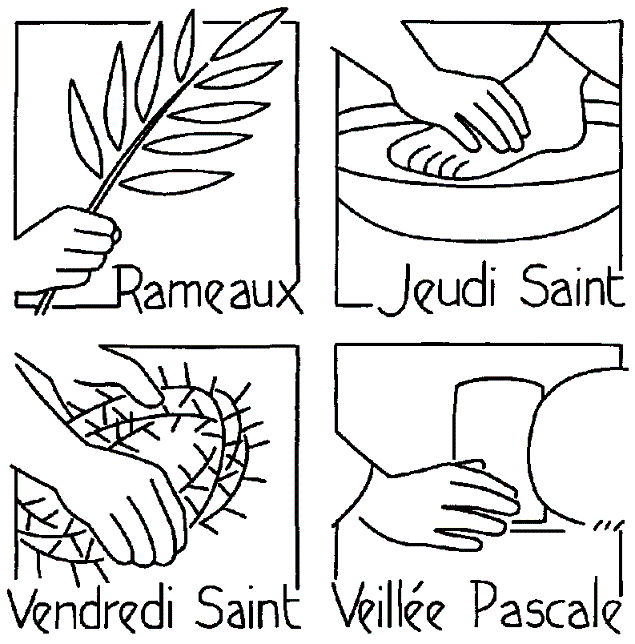 Rameaux
Jeudi Saint
Vendredi Saint
Veillée Pascale